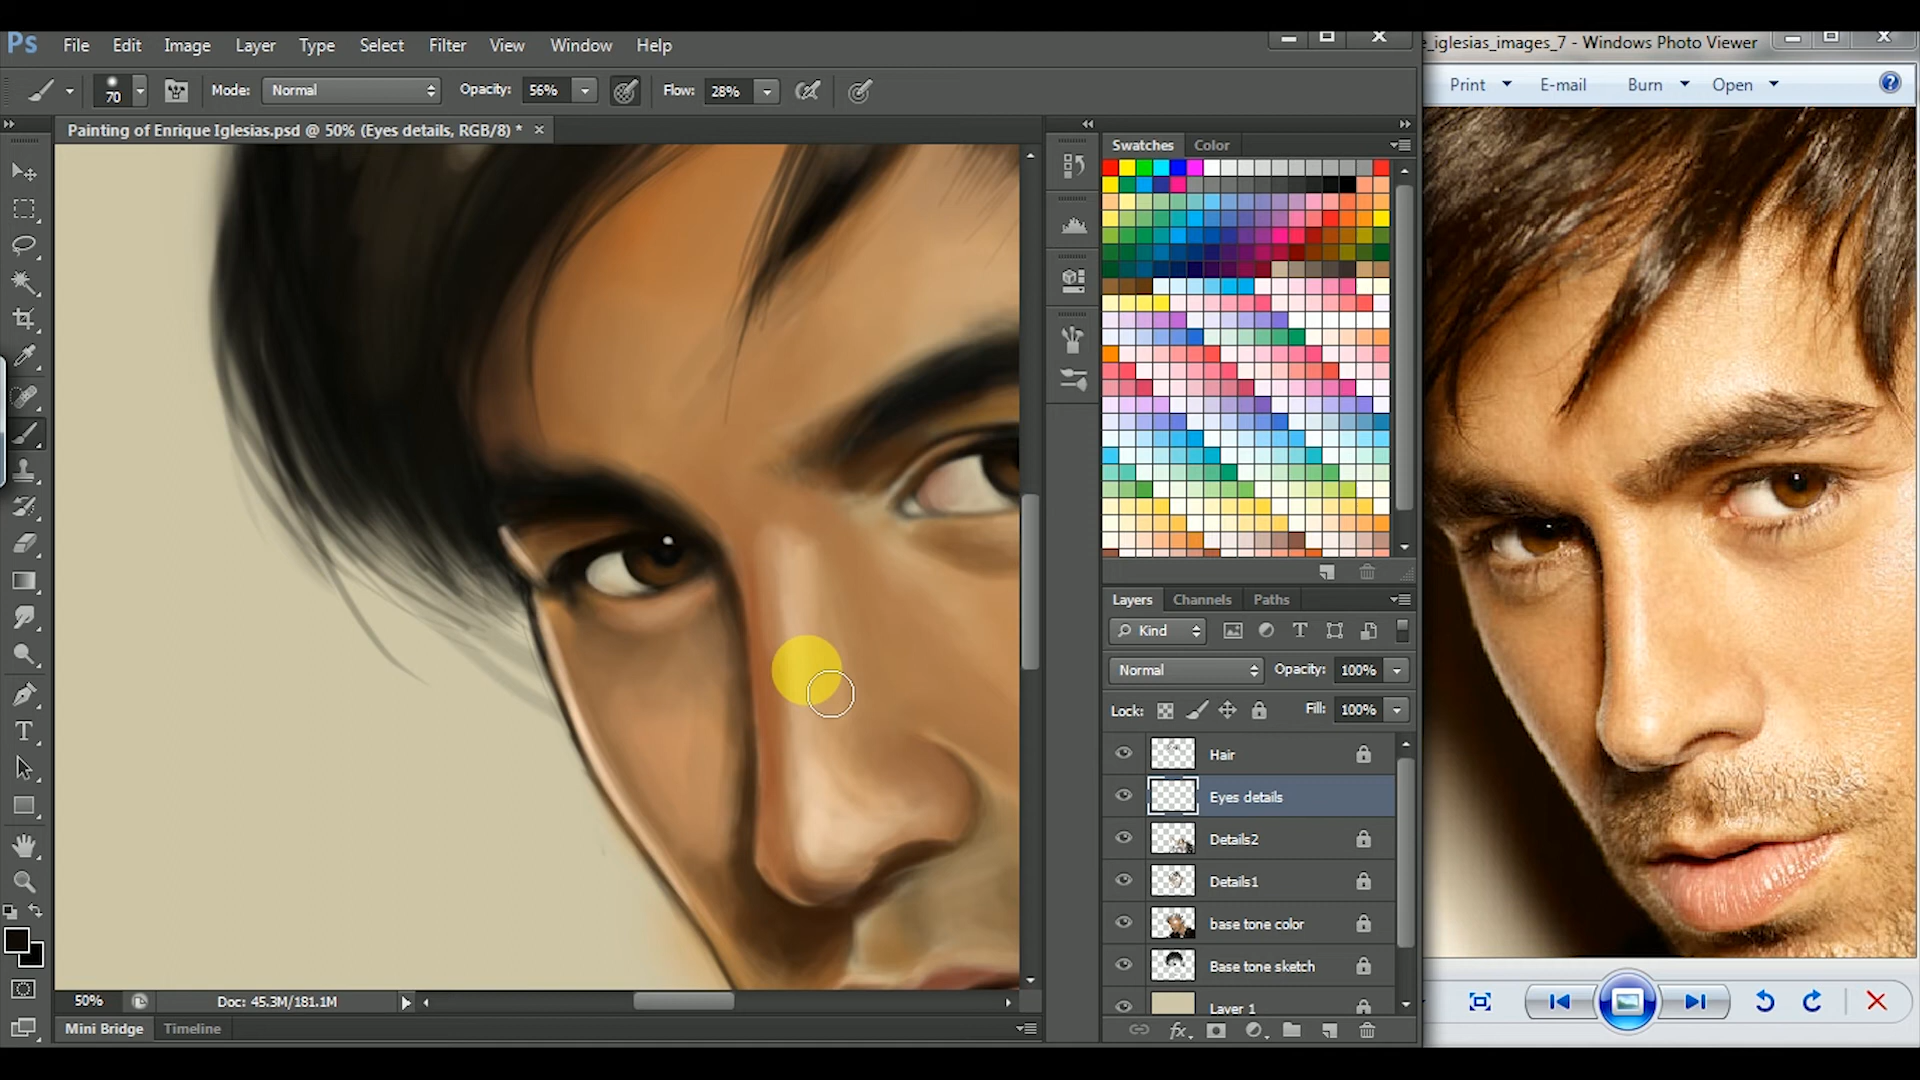 Ps File Edit Image Layer Type Select Filter View Window Help
e_iglesias_images_7 - Windows Photo Viewer
70 Mode: Normal Opacity: 56% Flow: 28%
Print E-mail Burn Open
Painting of Enrique Iglesias.psd @ 50% (Eyes details, RGB/8) *
Swatches Color
Layers Channels Paths
Kind
Normal Opacity: 100%
Lock: Fill: 100%
Hair
Eyes details
Details2
Details1
base tone color
Base tone sketch
Layer 1
50% Doc: 45.3M/181.1M
fx
Mini Bridge Timeline